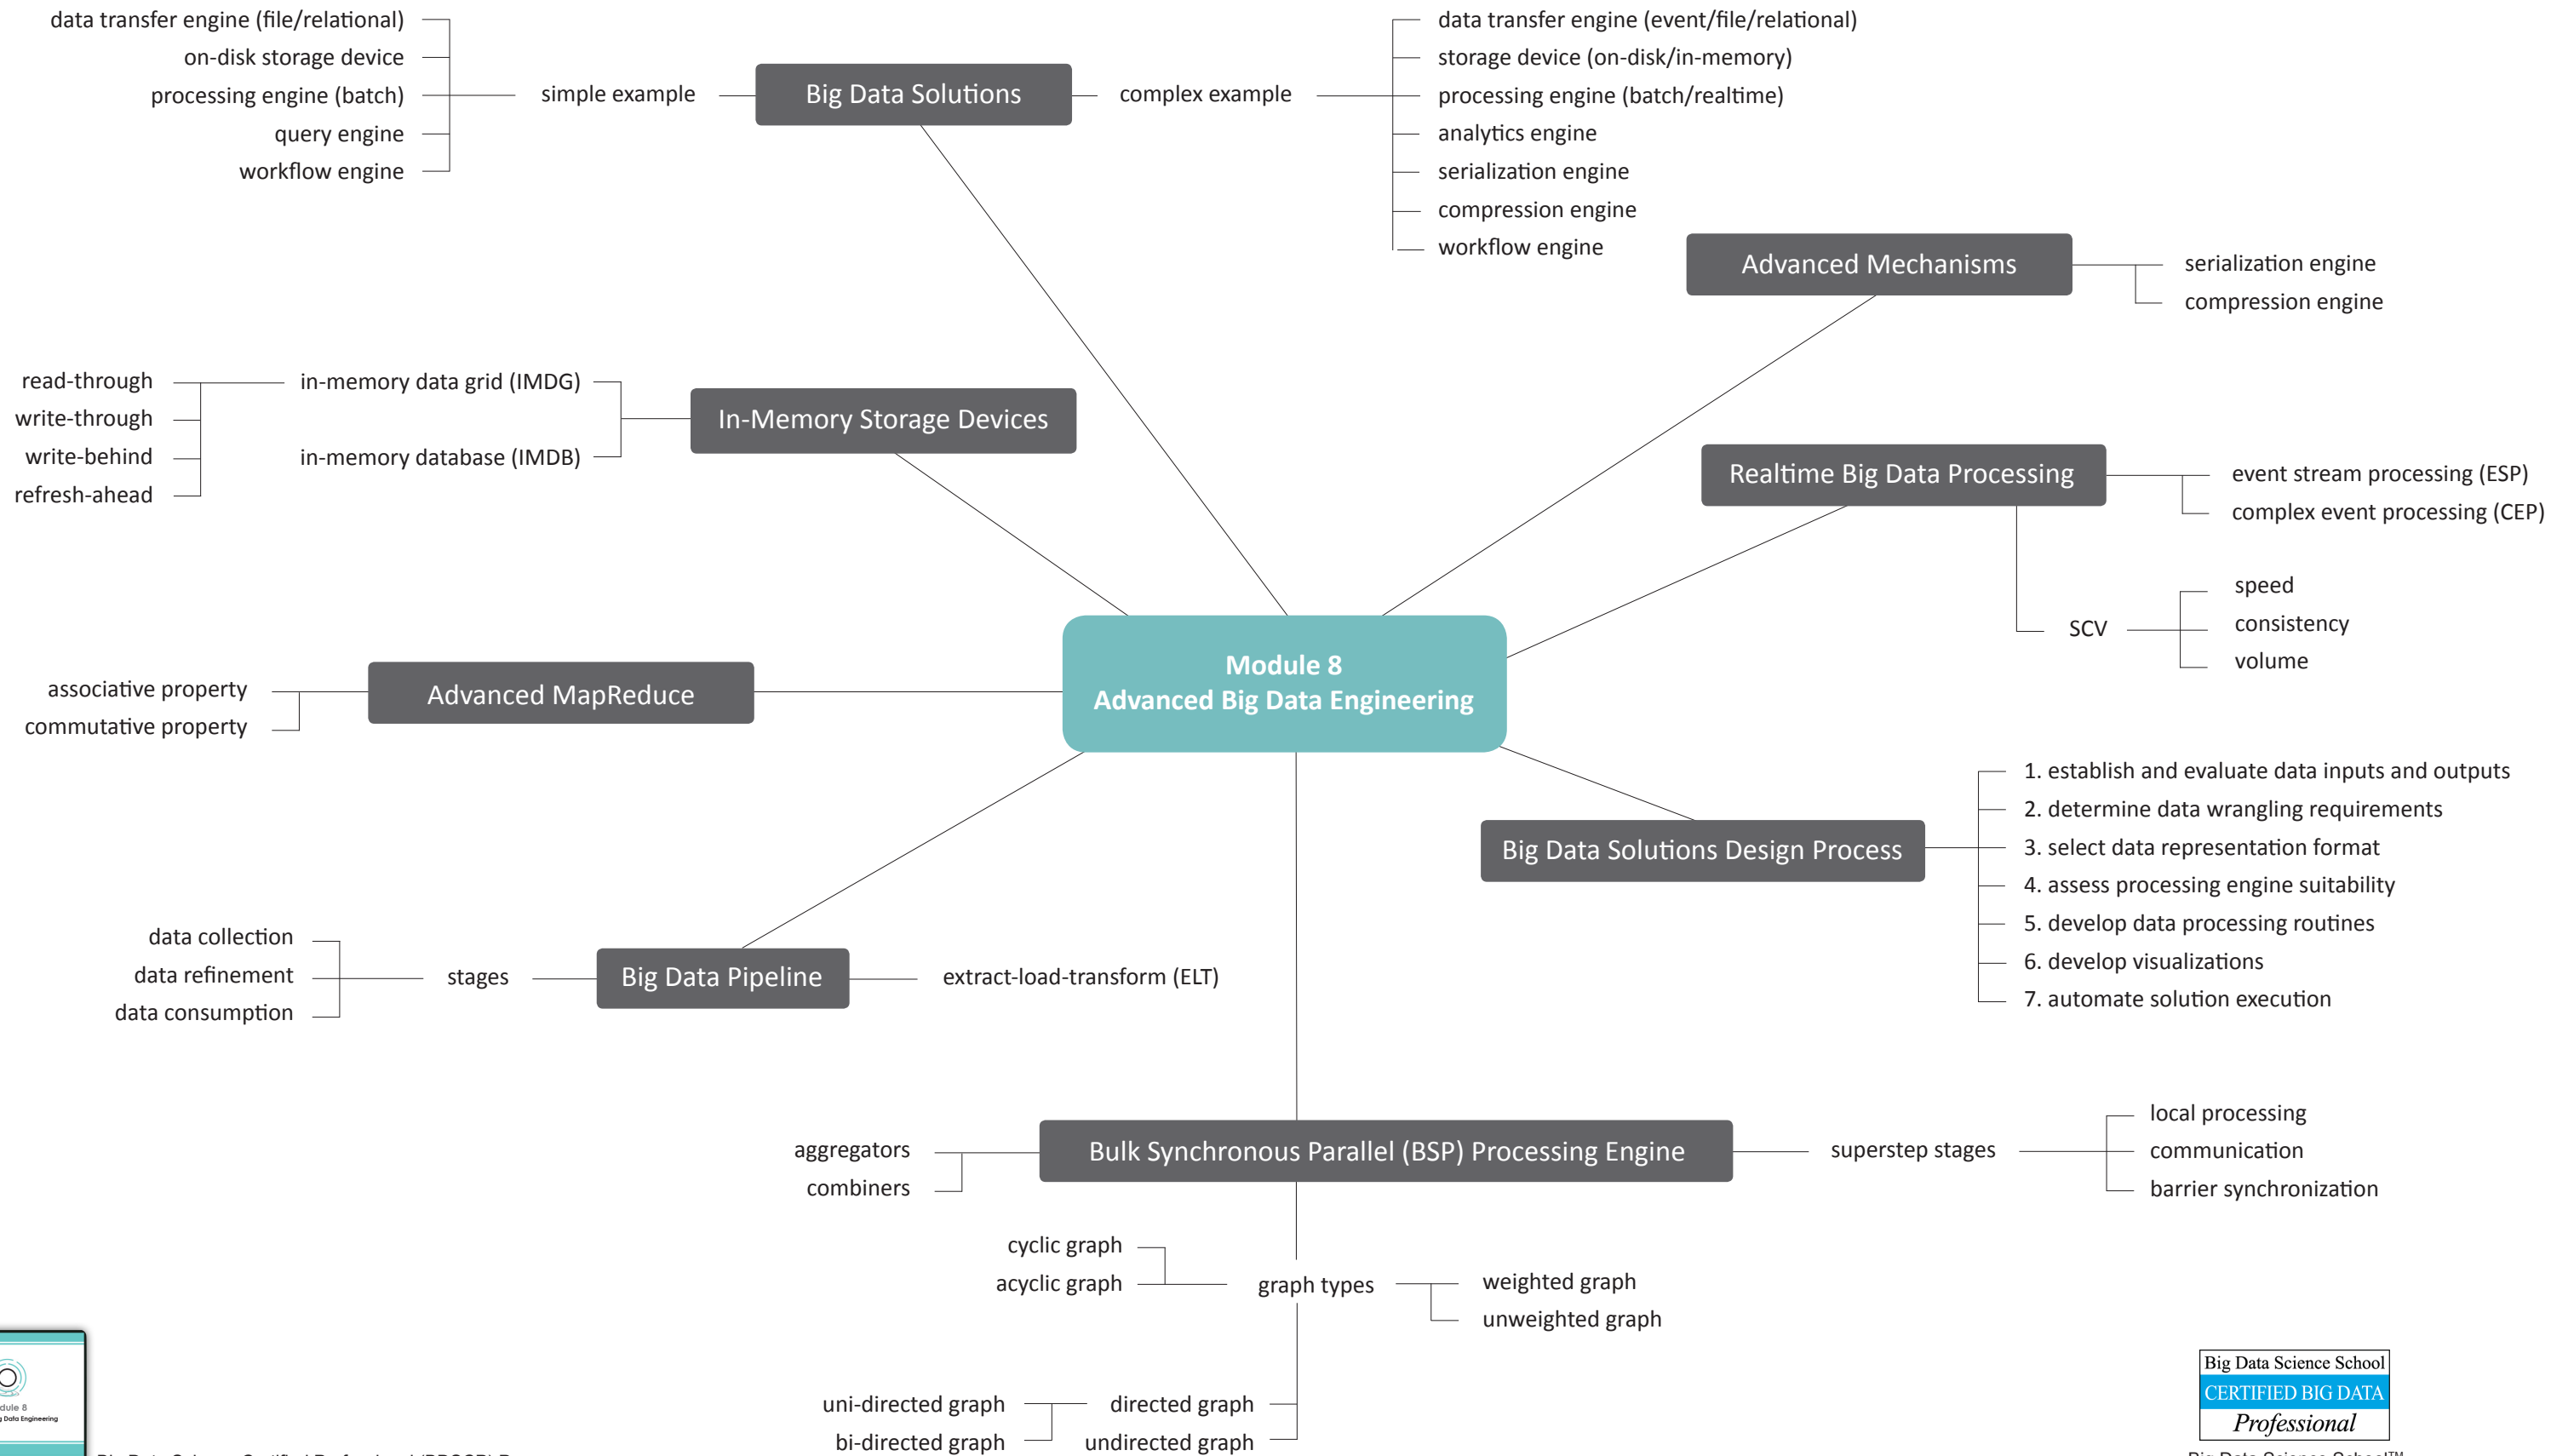 data transfer engine (file/relational)
on-disk storage device
processing engine (batch)
query engine
workflow engine
simple example
Big Data Solutions
complex example
data transfer engine (event/file/relational)
storage device (on-disk/in-memory)
processing engine (batch/realtime)
analytics engine
serialization engine
compression engine
workflow engine
Advanced Mechanisms
serialization engine
compression engine
read-through
write-through
write-behind
refresh-ahead
in-memory data grid (IMDG)
in-memory database (IMDB)
In-Memory Storage Devices
Realtime Big Data Processing
event stream processing (ESP)
complex event processing (CEP)
SCV
speed
consistency
volume
Module 8
Advanced Big Data Engineering
associative property
commutative property
Advanced MapReduce
Big Data Solutions Design Process
1. establish and evaluate data inputs and outputs
2. determine data wrangling requirements
3. select data representation format
4. assess processing engine suitability
5. develop data processing routines
6. develop visualizations
7. automate solution execution
data collection
data refinement
data consumption
stages
Big Data Pipeline
extract-load-transform (ELT)
aggregators
combiners
Bulk Synchronous Parallel (BSP) Processing Engine
superstep stages
local processing
communication
barrier synchronization
cyclic graph
acyclic graph
graph types
weighted graph
unweighted graph
uni-directed graph
bi-directed graph
directed graph
undirected graph
8
Data Engineering
Big Data Science School
CERTIFIED BIG DATA
Professional
Big Data Science School™